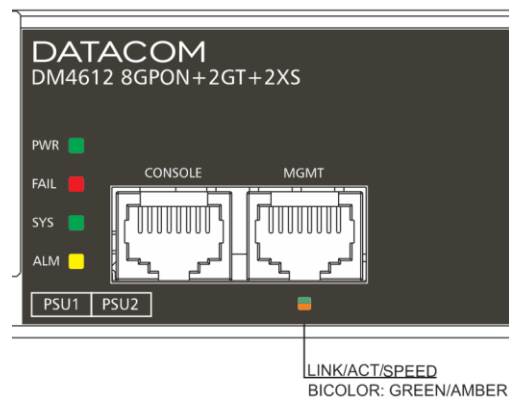 DATACOM
DM4612 8GPON+2GT+2XS
PWR
CONSOLE MGMT
FAIL
SYS
ALM
PSU1 PSU2
LINK/ACT/SPEED
BICOLOR: GREEN/AMBER